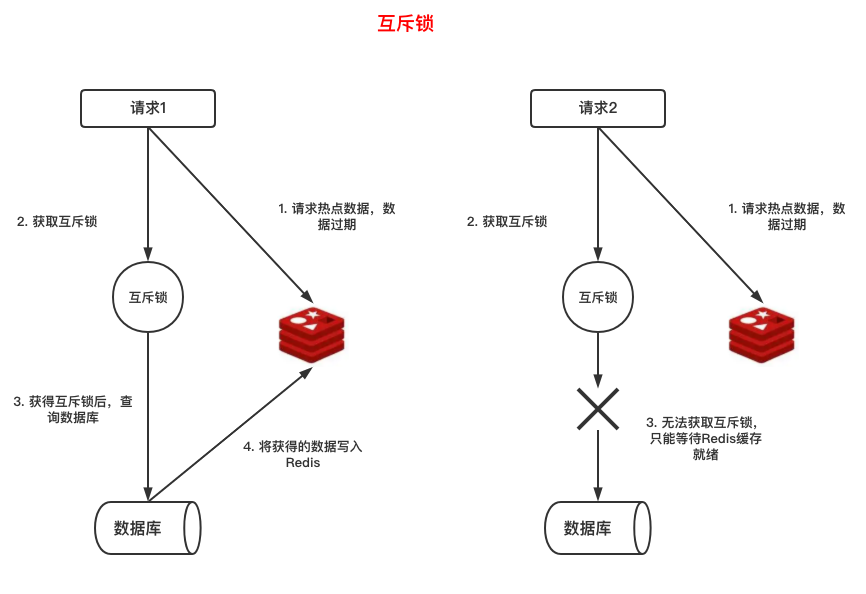 互斥锁
请求1
2. 获取互斥锁
1. 请求热点数据，数
据过期
互斥锁
3. 获得互斥锁后，查
询数据库
4. 将获得的数据写入
Redis
数据库
请求2
2. 获取互斥锁
1. 请求热点数据，数
据过期
互斥锁
3. 无法获取互斥锁，
只能等待Redis缓存
就绪
数据库